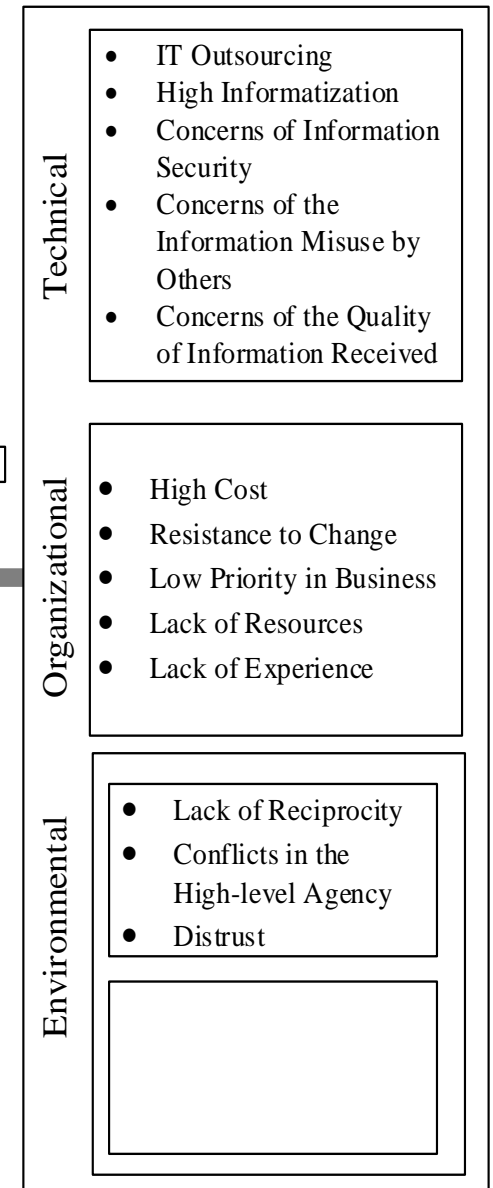 Technical
• IT Outsourcing
• High Informatization
• Concerns of Information
Security
• Concerns of the
Information Misuse by
Others
• Concerns of the Quality
of Information Received
Organizational
• High Cost
• Resistance to Change
• Low Priority in Business
• Lack of Resources
• Lack of Experience
Environmental
• Lack of Reciprocity
• Conflicts in the
High-level Agency
• Distrust